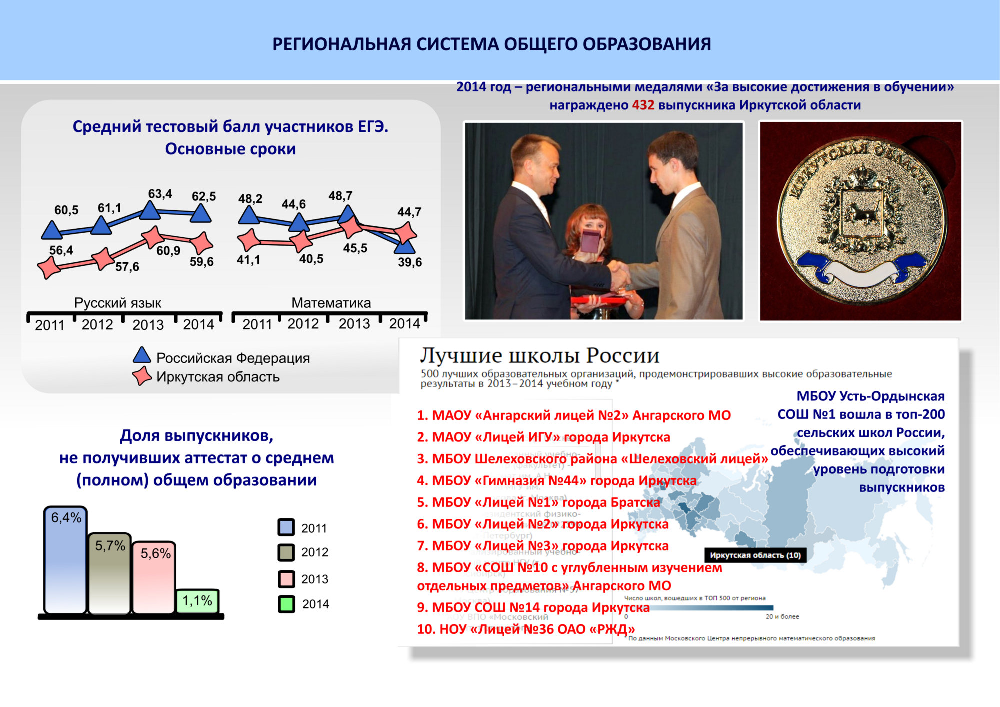 РЕГИОНАЛЬНАЯ СИСТЕМА ОБЩЕГО ОБРАЗОВАНИЯ
2014 год – региональными медалями «За высокие достижения в обучении»
награждено 432 выпускника Иркутской области
Средний тестовый балл участников ЕГЭ.
Основные сроки
60,5 61,1 63,4 62,5 48,2 44,6 48,7 44,7
56,4 57,6 60,9 59,6 41,1 40,5 45,5 39,6
Русский язык Математика
2011 2012 2013 2014 2011 2012 2013 2014
Российская Федерация
Иркутская область
ИРКУТСКАЯ ОБЛАСТЬ
Доля выпускников,
не получивших аттестат о среднем
(полном) общем образовании
6,4% 5,7% 5,6% 1,1%
2011
2012
2013
2014
Лучшие школы России
500 лучших образовательных организаций, продемонстрировавших высокие образовательные
результаты в 2013–2014 учебном году *
1. МАОУ «Ангарский лицей №2» Ангарского МО
2. МАОУ «Лицей ИГУ» города Иркутска
3. МБОУ Шелеховского района «Шелеховский лицей»
4. МБОУ «Гимназия №44» города Иркутска
5. МБОУ «Лицей №1» города Братска
6. МБОУ «Лицей №2» города Иркутска
7. МБОУ «Лицей №3» города Иркутска
8. МБОУ «СОШ №10 с углубленным изучением
отдельных предметов» Ангарского МО
9. МБОУ СОШ №14 города Иркутска
10. НОУ «Лицей №36 ОАО «РЖД»
МБОУ Усть-Ордынская
СОШ №1 вошла в топ-200
сельских школ России,
обеспечивающих высокий
уровень подготовки
выпускников
Иркутская область (10)
Число школ, вошедших в ТОП 500 от региона
0 20 и более
* По данным Московского Центра непрерывного математического образования